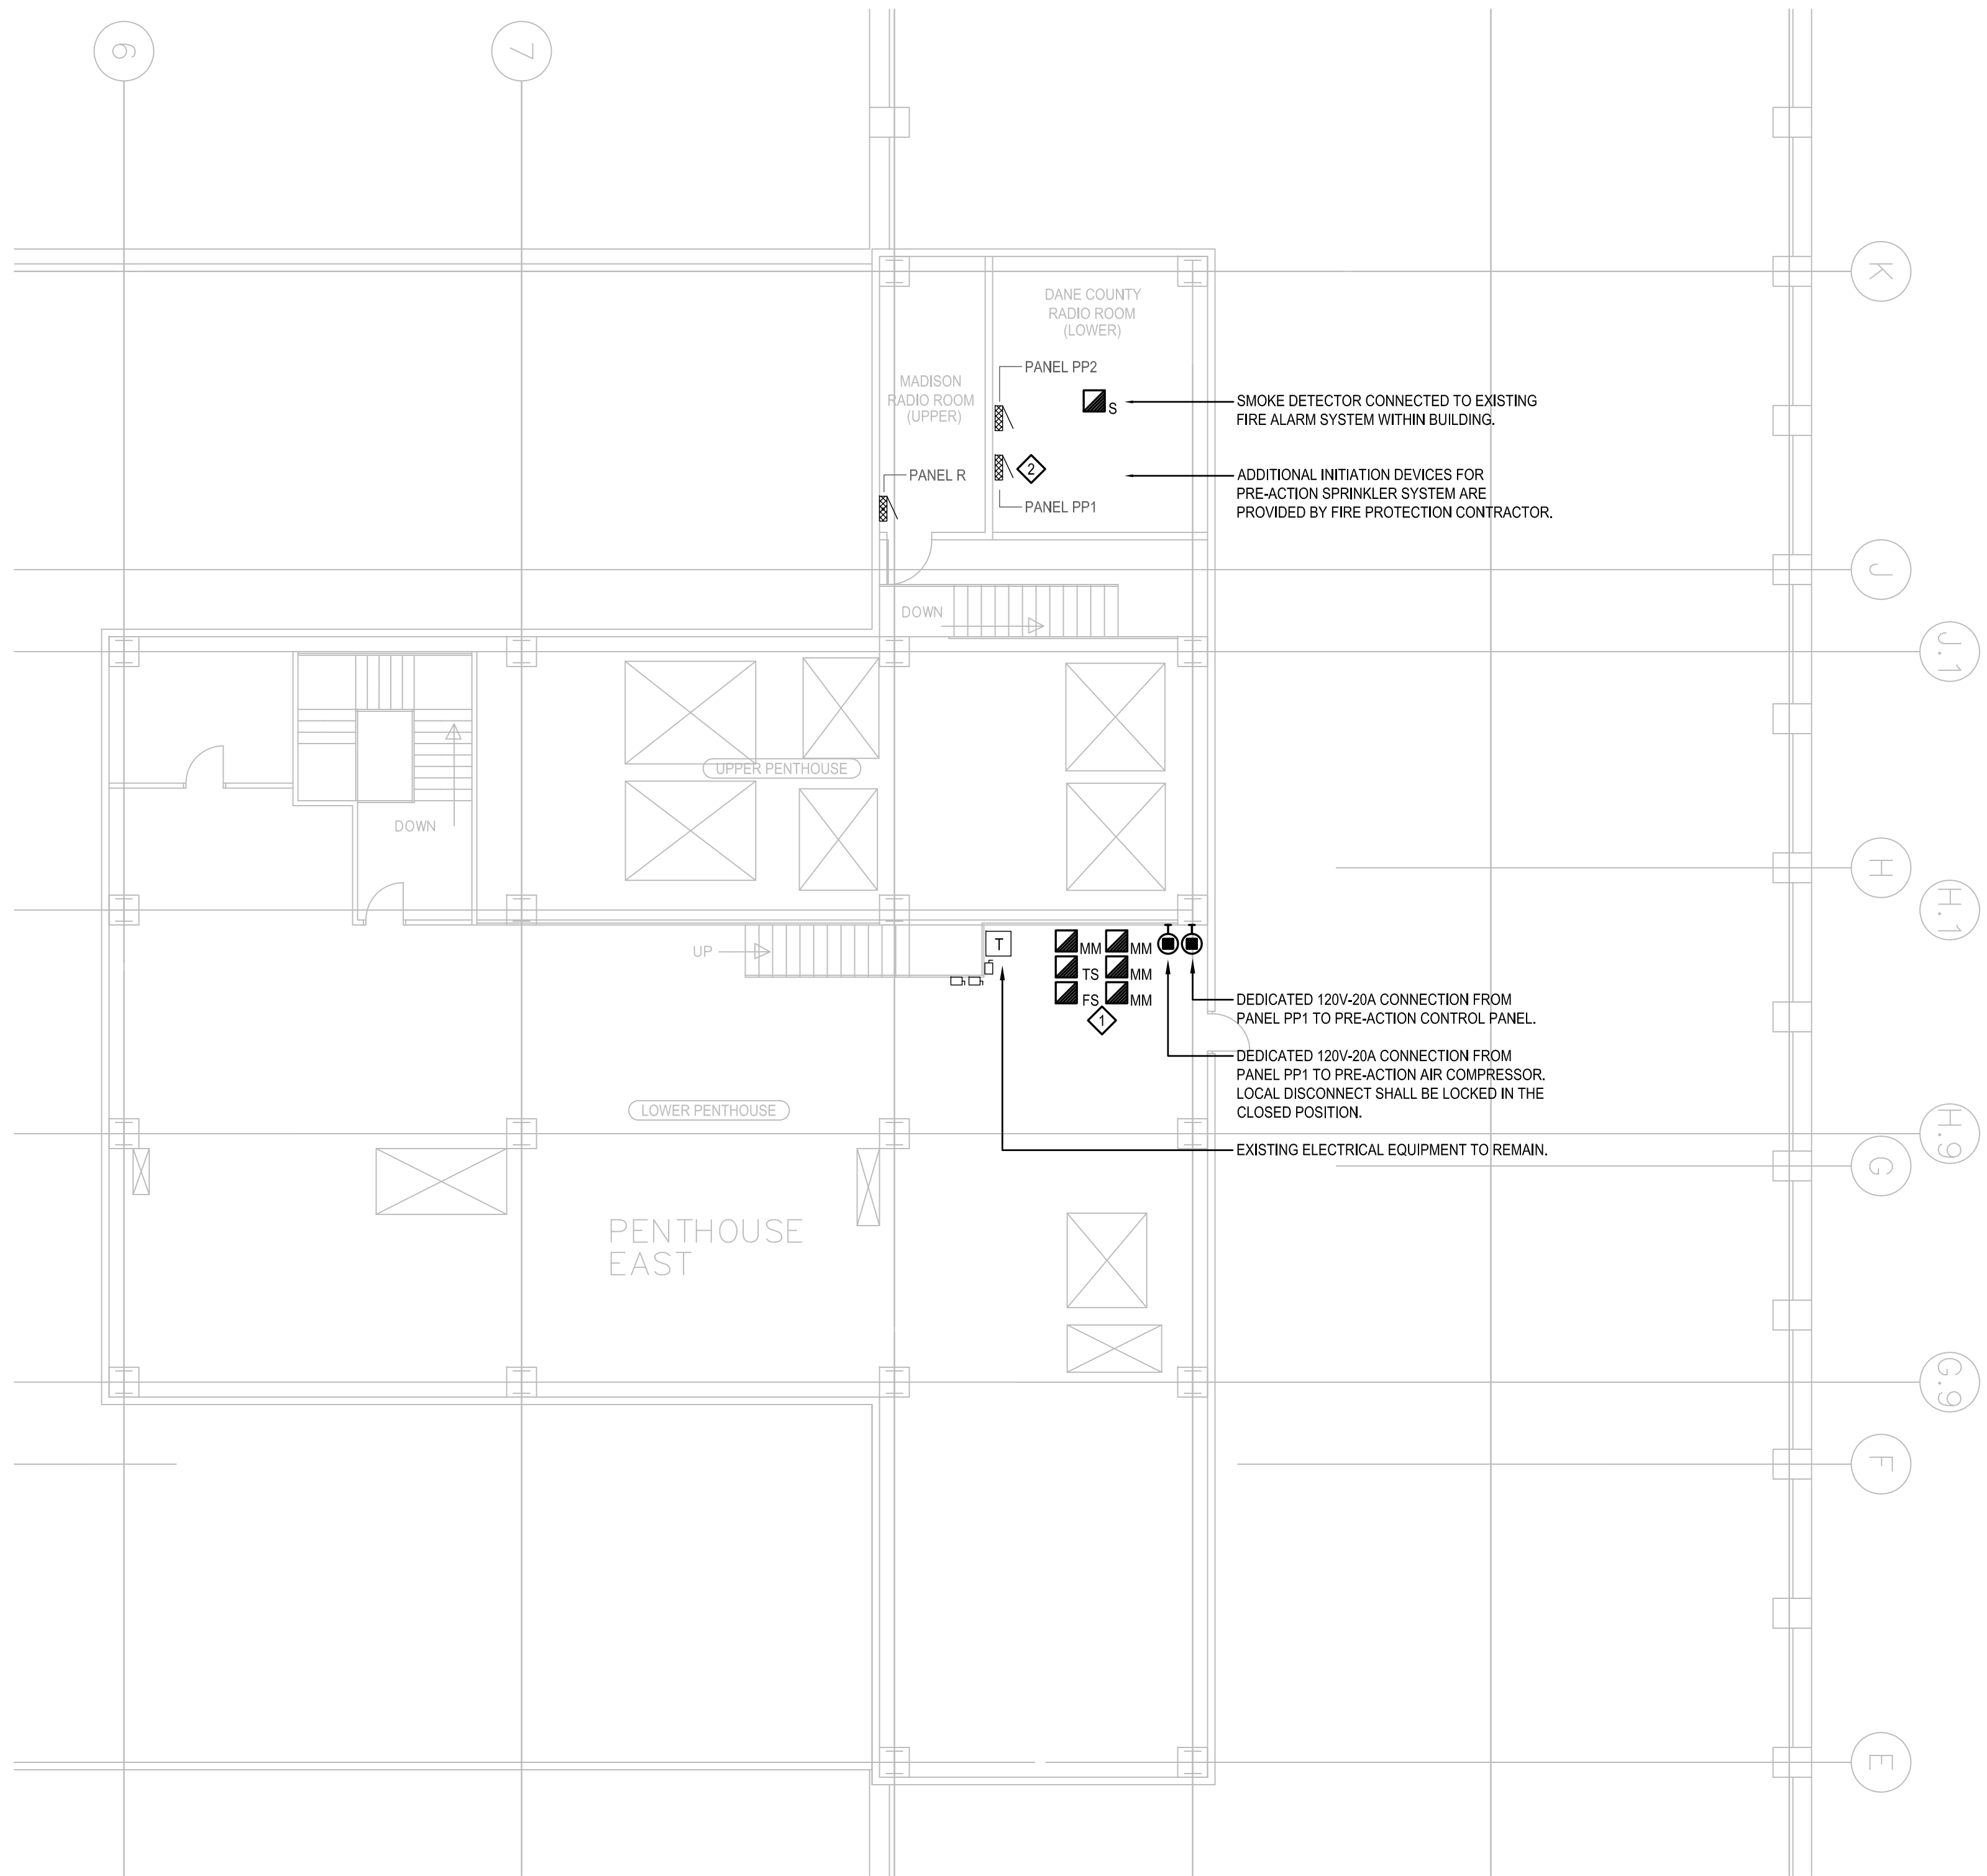 6
7
K
DANE COUNTY
RADIO ROOM
(LOWER)
PANEL PP2
MADISON
RADIO ROOM
(UPPER)
S
SMOKE DETECTOR CONNECTED TO EXISTING
FIRE ALARM SYSTEM WITHIN BUILDING.
2
PANEL R
PANEL PP1
ADDITIONAL INITIATION DEVICES FOR
PRE-ACTION SPRINKLER SYSTEM ARE
PROVIDED BY FIRE PROTECTION CONTRACTOR.
J
DOWN
J.1
UPPER PENTHOUSE
DOWN
H
H.1
UP
T
MM
MM
TS
MM
FS
MM
1
DEDICATED 120V-20A CONNECTION FROM
PANEL PP1 TO PRE-ACTION CONTROL PANEL.
DEDICATED 120V-20A CONNECTION FROM
PANEL PP1 TO PRE-ACTION AIR COMPRESSOR.
LOCAL DISCONNECT SHALL BE LOCKED IN THE
CLOSED POSITION.
LOWER PENTHOUSE
H.9
EXISTING ELECTRICAL EQUIPMENT TO REMAIN.
G
PENTHOUSE
EAST
G.9
F
E